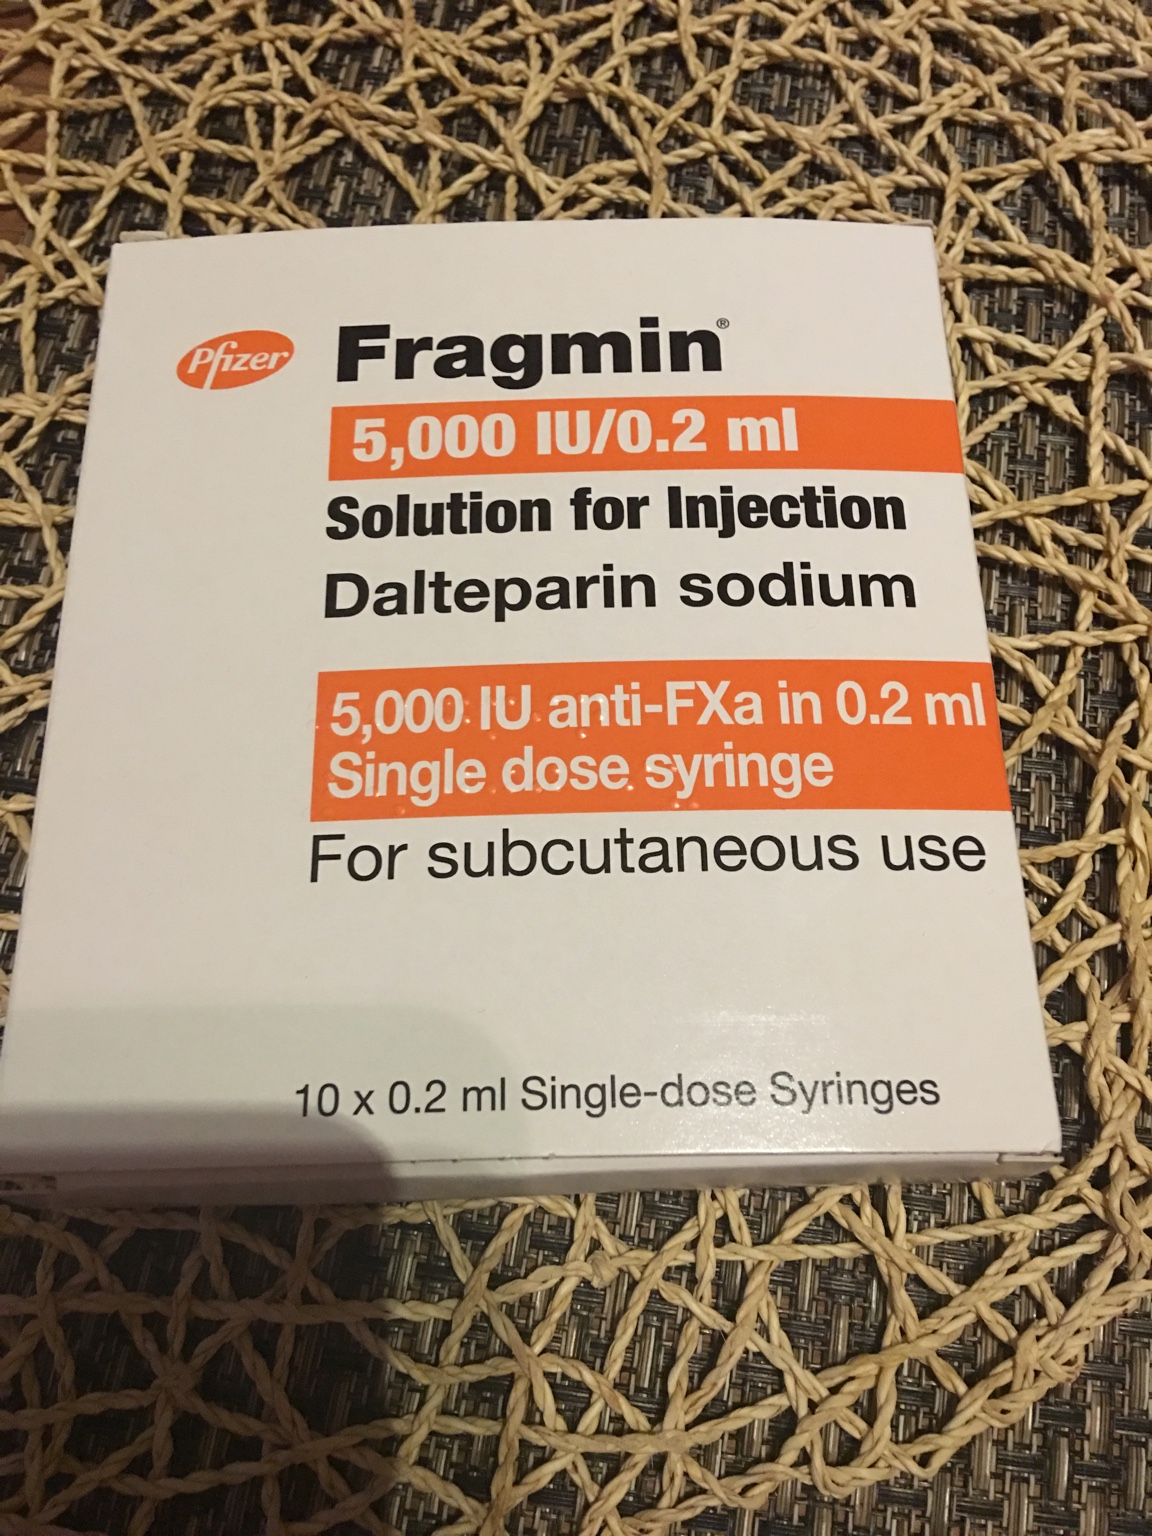 Pfizer
Fragmin®
5,000 IU/0.2 ml
Solution for Injection
Dalteparin sodium
5,000 IU anti-FXa in 0.2 ml
Single dose syringe
For subcutaneous use
10 x 0.2 ml Single-dose Syringes